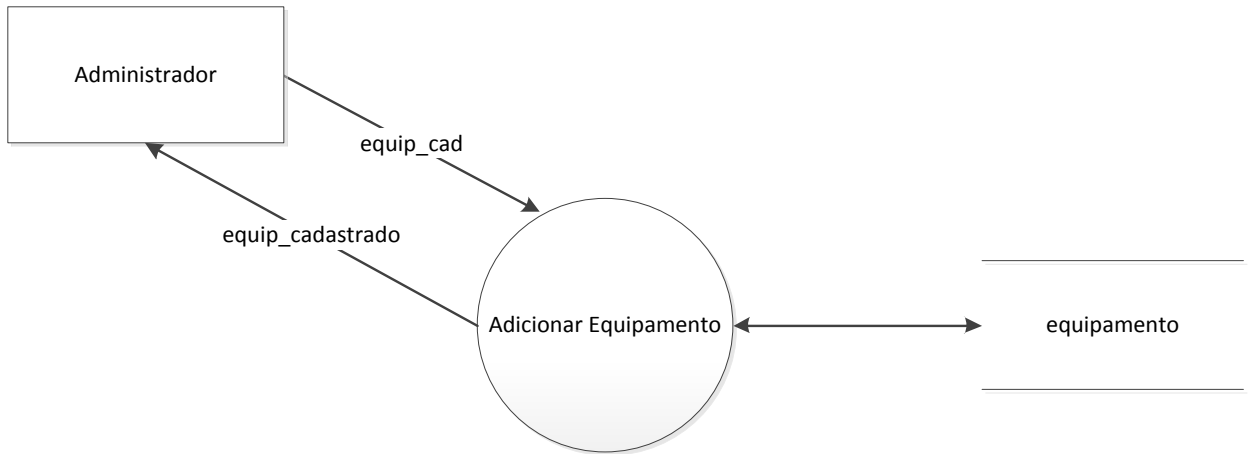 Administrador
equip_cad
equip_cadastrado
Adicionar Equipamento
equipamento